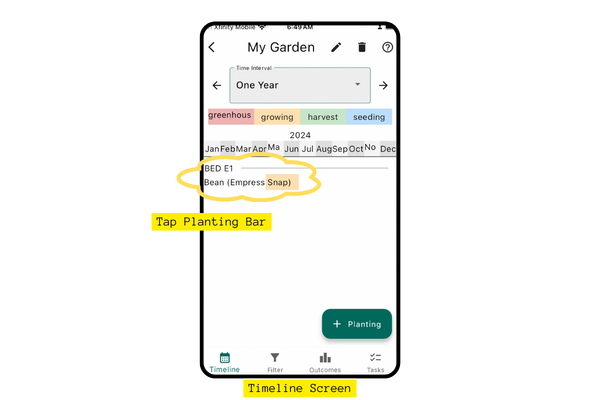 Xfinity Mobile 6:49 AM
My Garden
Time Interval
One Year
greenhous growing harvest seeding
2024
Jan Feb Mar Apr Ma Jun Jul Aug Sep Oct No Dec
BED E1
Bean (Empress Snap)
Tap Planting Bar
+ Planting
Timeline Filter Outcomes Tasks
Timeline Screen